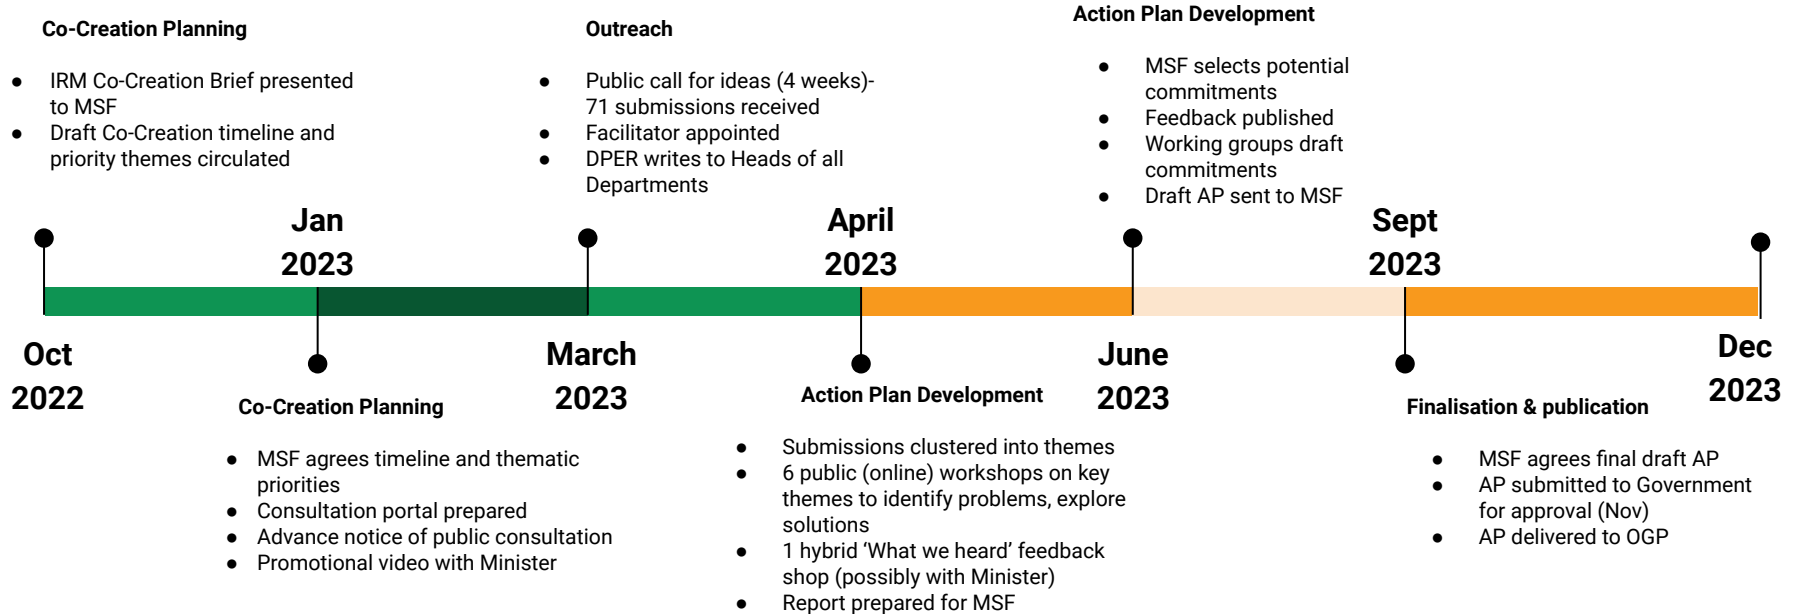 Co-Creation Planning
● IRM Co-Creation Brief presented
to MSF
● Draft Co-Creation timeline and
priority themes circulated
Outreach
● Public call for ideas (4 weeks)-
71 submissions received
● Facilitator appointed
● DPER writes to Heads of all
Departments
Action Plan Development
● MSF selects potential
commitments
● Feedback published
● Working groups draft
commitments
● Draft AP sent to MSF
Jan
2023
April
2023
Sept
2023
Oct
2022
March
2023
June
2023
Dec
2023
Co-Creation Planning
● MSF agrees timeline and thematic
priorities
● Consultation portal prepared
● Advance notice of public consultation
● Promotional video with Minister
Action Plan Development
● Submissions clustered into themes
● 6 public (online) workshops on key
themes to identify problems, explore
solutions
● 1 hybrid ‘What we heard’ feedback
shop (possibly with Minister)
● Report prepared for MSF
Finalisation & publication
● MSF agrees final draft AP
● AP submitted to Government
for approval (Nov)
● AP delivered to OGP